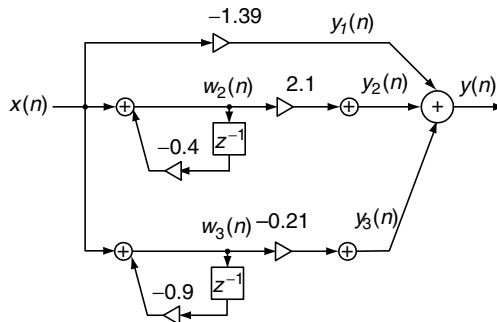 −1.39
y₁(n)
x(n)
w₂(n)
2.1
y₂(n)
y(n)
+
+
+
z⁻¹
−0.4
w₃(n)
−0.21
y₃(n)
+
+
z⁻¹
−0.9